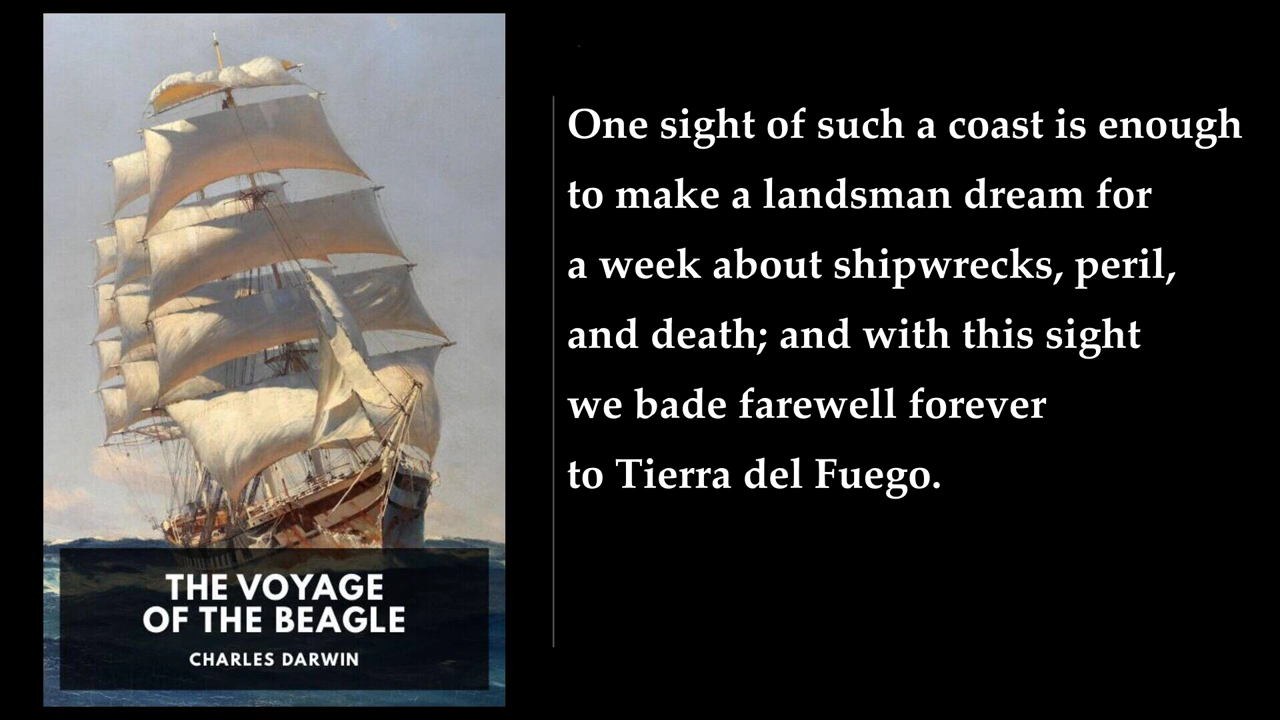 THE VOYAGE
OF THE BEAGLE
CHARLES DARWIN
One sight of such a coast is enough
to make a landsman dream for
a week about shipwrecks, peril,
and death; and with this sight
we bade farewell forever
to Tierra del Fuego.